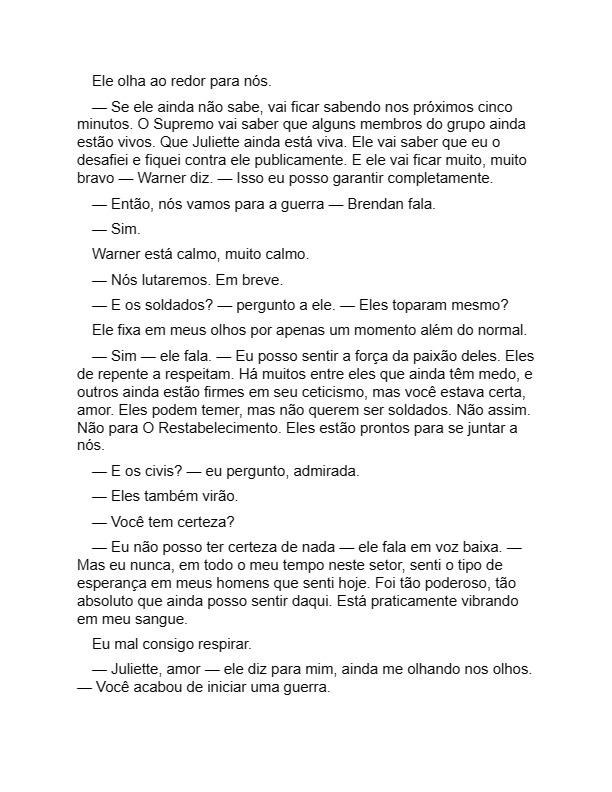 Ele olha ao redor para nós.
— Se ele ainda não sabe, vai ficar sabendo nos próximos cinco
minutos. O Supremo vai saber que alguns membros do grupo ainda
estão vivos. Que Juliette ainda está viva. Ele vai saber que eu o
desafiei e fiquei contra ele publicamente. E ele vai ficar muito, muito
bravo — Warner diz. — Isso eu posso garantir completamente.
— Então, nós vamos para a guerra — Brendan fala.
— Sim.
Warner está calmo, muito calmo.
— Nós lutaremos. Em breve.
— E os soldados? — pergunto a ele. — Eles toparam mesmo?
Ele fixa em meus olhos por apenas um momento além do normal.
— Sim — ele fala. — Eu posso sentir a força da paixão deles. Eles
de repente a respeitam. Há muitos entre eles que ainda têm medo, e
outros ainda estão firmes em seu ceticismo, mas você estava certa,
amor. Eles podem temer, mas não querem ser soldados. Não assim.
Não para O Restabelecimento. Eles estão prontos para se juntar a
nós.
— E os civis? — eu pergunto, admirada.
— Eles também virão.
— Você tem certeza?
— Eu não posso ter certeza de nada — ele fala em voz baixa. —
Mas eu nunca, em todo o meu tempo neste setor, senti o tipo de
esperança em meus homens que senti hoje. Foi tão poderoso, tão
absoluto que ainda posso sentir daqui. Está praticamente vibrando
em meu sangue.
Eu mal consigo respirar.
— Juliette, amor — ele diz para mim, ainda me olhando nos olhos.
— Você acabou de iniciar uma guerra.